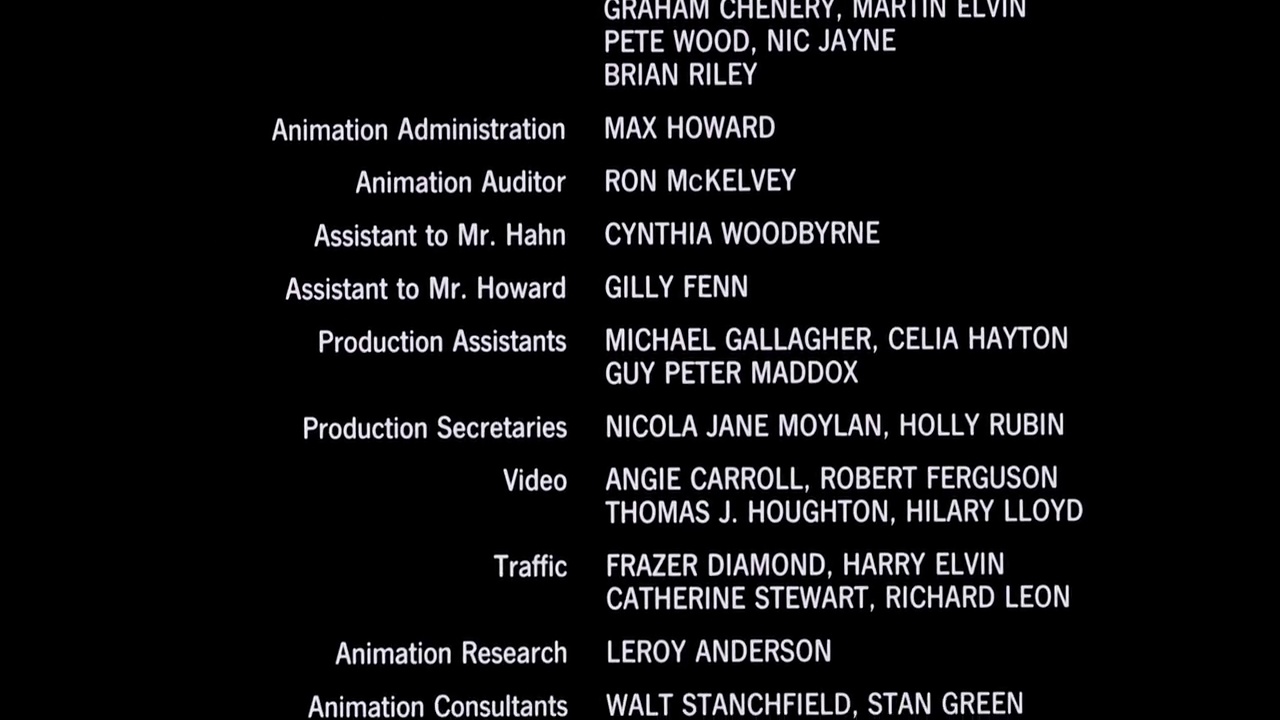 GRAHAM CHENERY, MARTIN ELVIN
PETE WOOD, NIC JAYNE
BRIAN RILEY
Animation Administration MAX HOWARD
Animation Auditor RON McKELVEY
Assistant to Mr. Hahn CYNTHIA WOODBYRNE
Assistant to Mr. Howard GILLY FENN
Production Assistants MICHAEL GALLAGHER, CELIA HAYTON
GUY PETER MADDOX
Production Secretaries NICOLA JANE MOYLAN, HOLLY RUBIN
Video ANGIE CARROLL, ROBERT FERGUSON
THOMAS J. HOUGHTON, HILARY LLOYD
Traffic FRAZER DIAMOND, HARRY ELVIN
CATHERINE STEWART, RICHARD LEON
Animation Research LEROY ANDERSON
Animation Consultants WALT STANCHFIELD, STAN GREEN